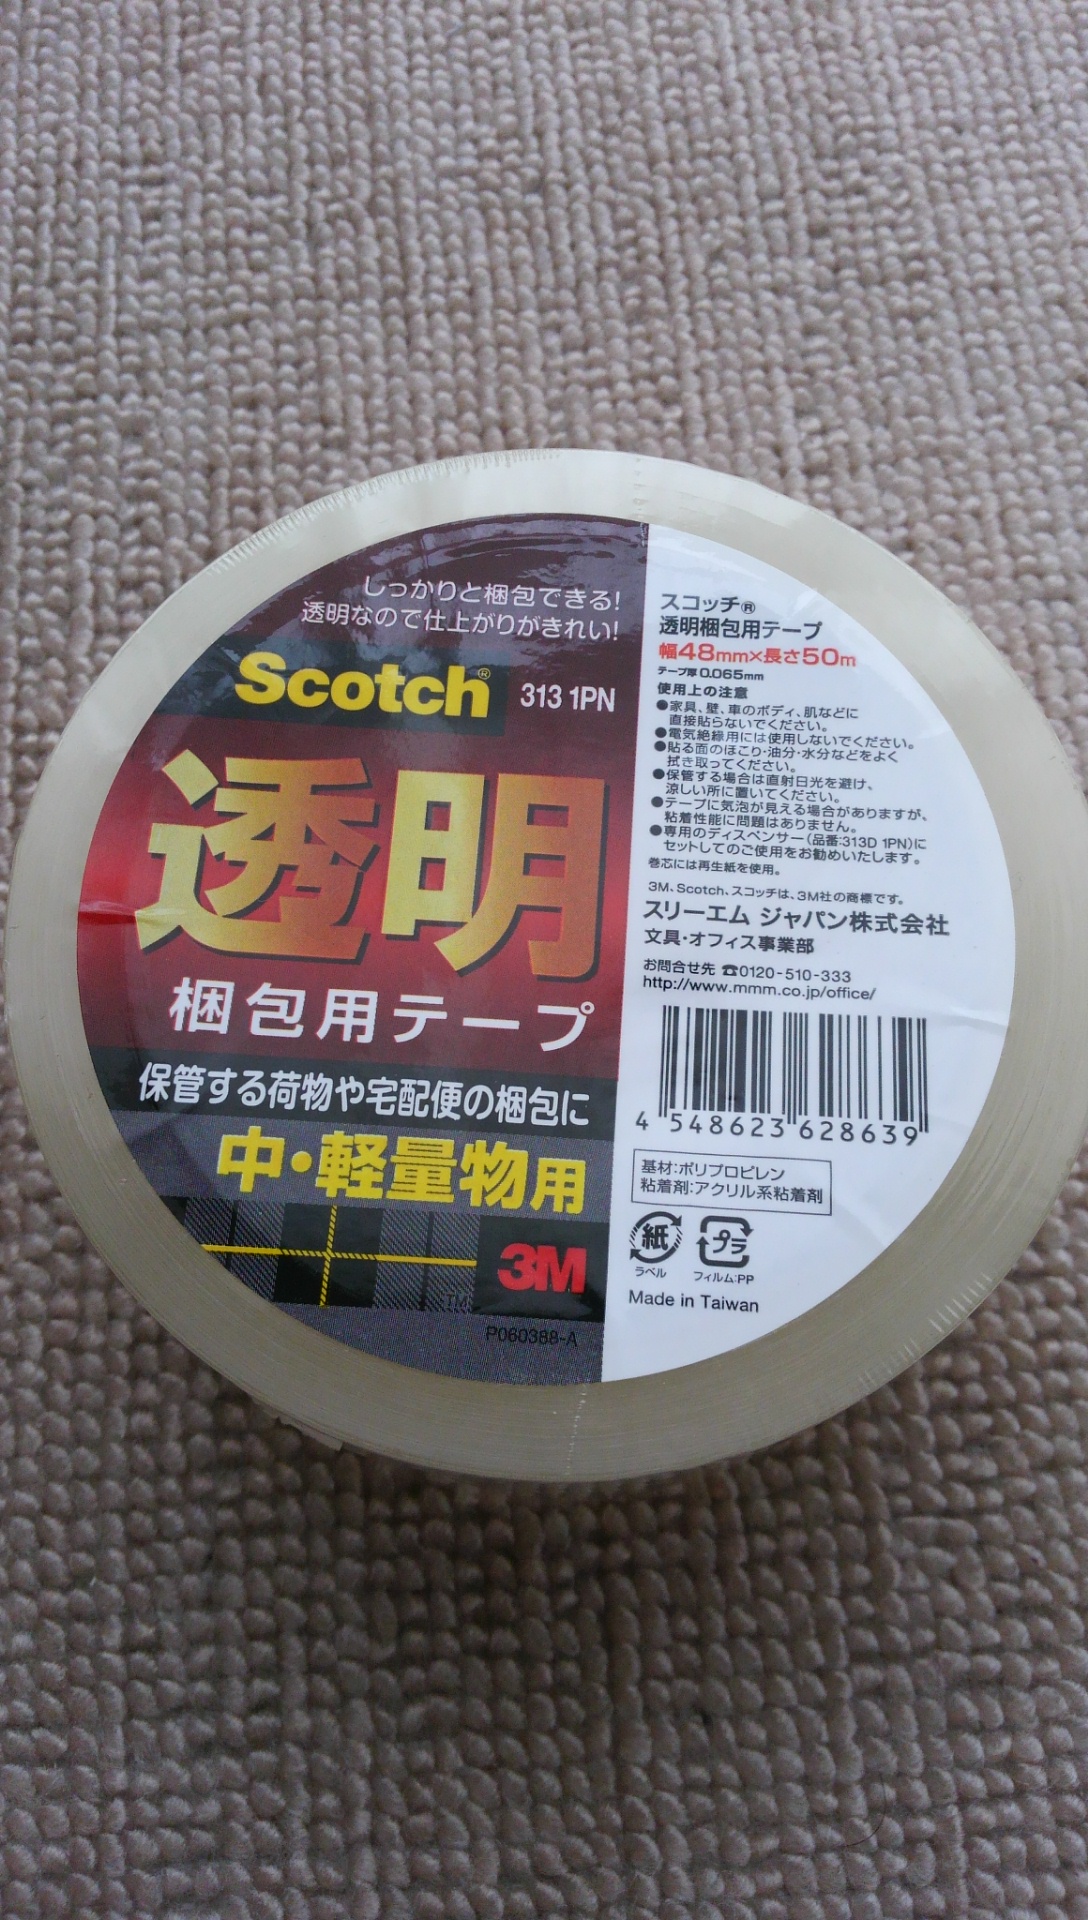 しっかりと梱包できる!
透明なので仕上がりがきれい!
Scotch® 313 1PN
透明
梱包用テープ
保管する荷物や宅配便の梱包に
中・軽量物用
3M
TM
P060388-A
スコッチ®
透明梱包用テープ
幅48mm×長さ50m
テープ厚0.065mm
使用上の注意
●家具、壁、車のボディ、肌などに
直接貼らないでください。
●電気絶縁用には使用しないでください。
●貼る面のほこり・油分・水分などをよく
拭き取ってください。
●保管する場合は直射日光を避け、
涼しい所に置いてください。
●テープに気泡が見える場合がありますが、
粘着性能に問題はありません。
●専用のディスペンサー(品番:313D 1PN)に
セットしてのご使用をお勧めいたします。
巻芯には再生紙を使用。
3M、Scotch、スコッチは、3M社の商標です。
スリーエム ジャパン株式会社
文具・オフィス事業部
お問合せ先 ☎0120-510-333
http://www.mmm.co.jp/office/
4 548623 628639
基材:ポリプロピレン
粘着剤:アクリル系粘着剤
紙 プラ
ラベル フィルム:PP
Made in Taiwan